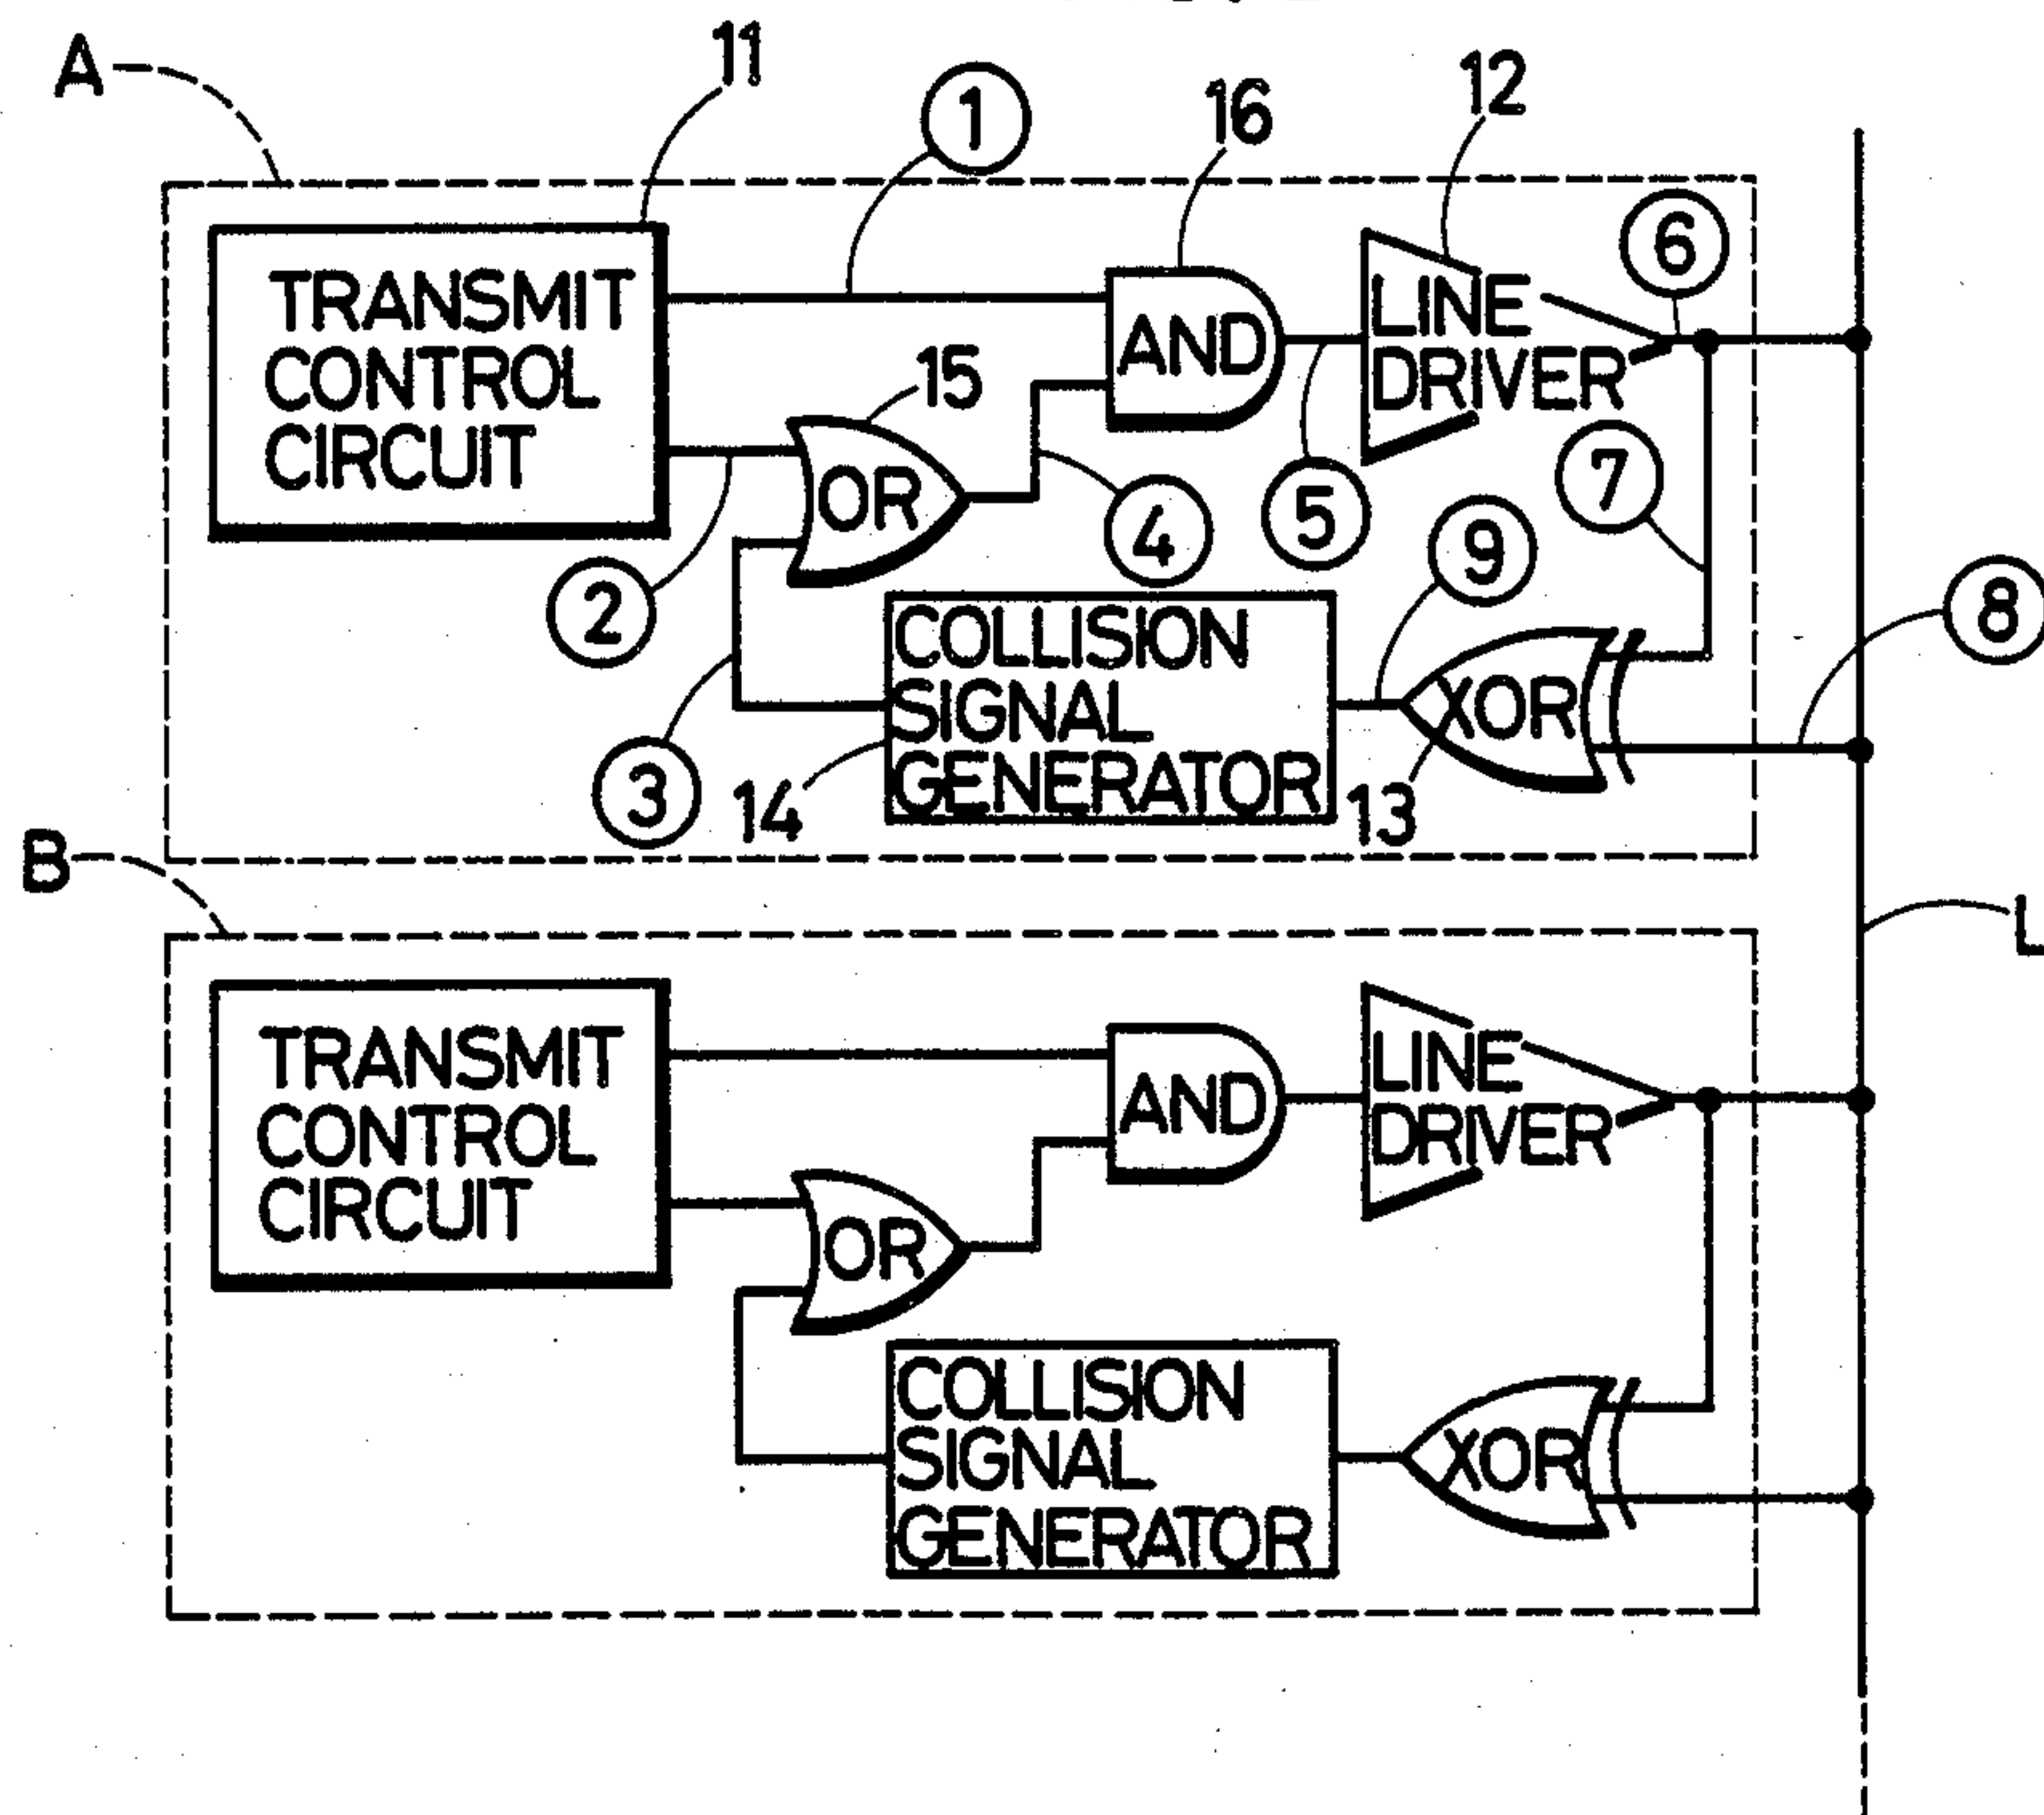 A
11
1
16
12
6
TRANSMIT
CONTROL
CIRCUIT
AND
LINE
DRIVER
15
OR
2
4
5
7
9
8
COLLISION
SIGNAL
GENERATOR
XOR
3
14
13
B
L
TRANSMIT
CONTROL
CIRCUIT
AND
LINE
DRIVER
OR
COLLISION
SIGNAL
GENERATOR
XOR